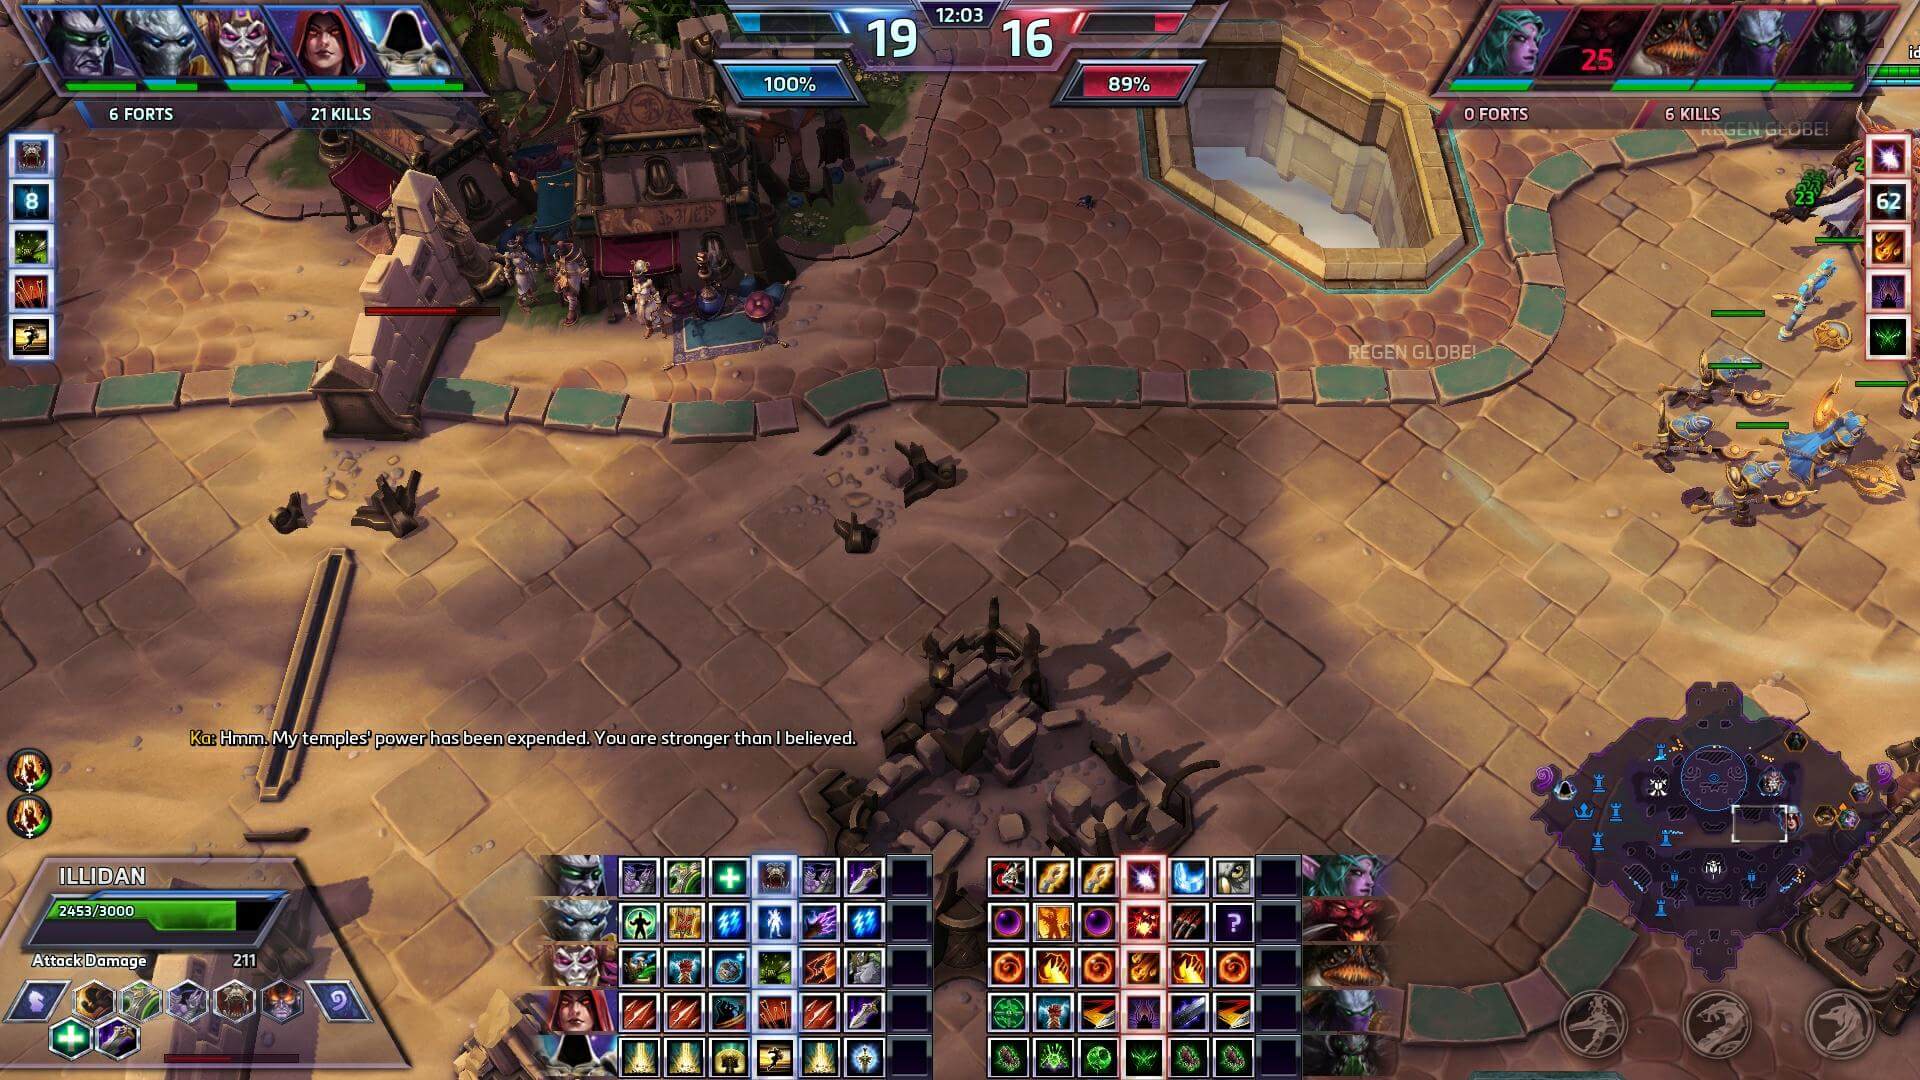 12:03
19 16
100% 89%
25
6 FORTS 21 KILLS
0 FORTS 6 KILLS
REGEN GLOBE!
8
62
23
REGEN GLOBE!
Ka: Hmm. My temples' power has been expended. You are stronger than I believed.
ILLIDAN
2453/3000
Attack Damage 211
?